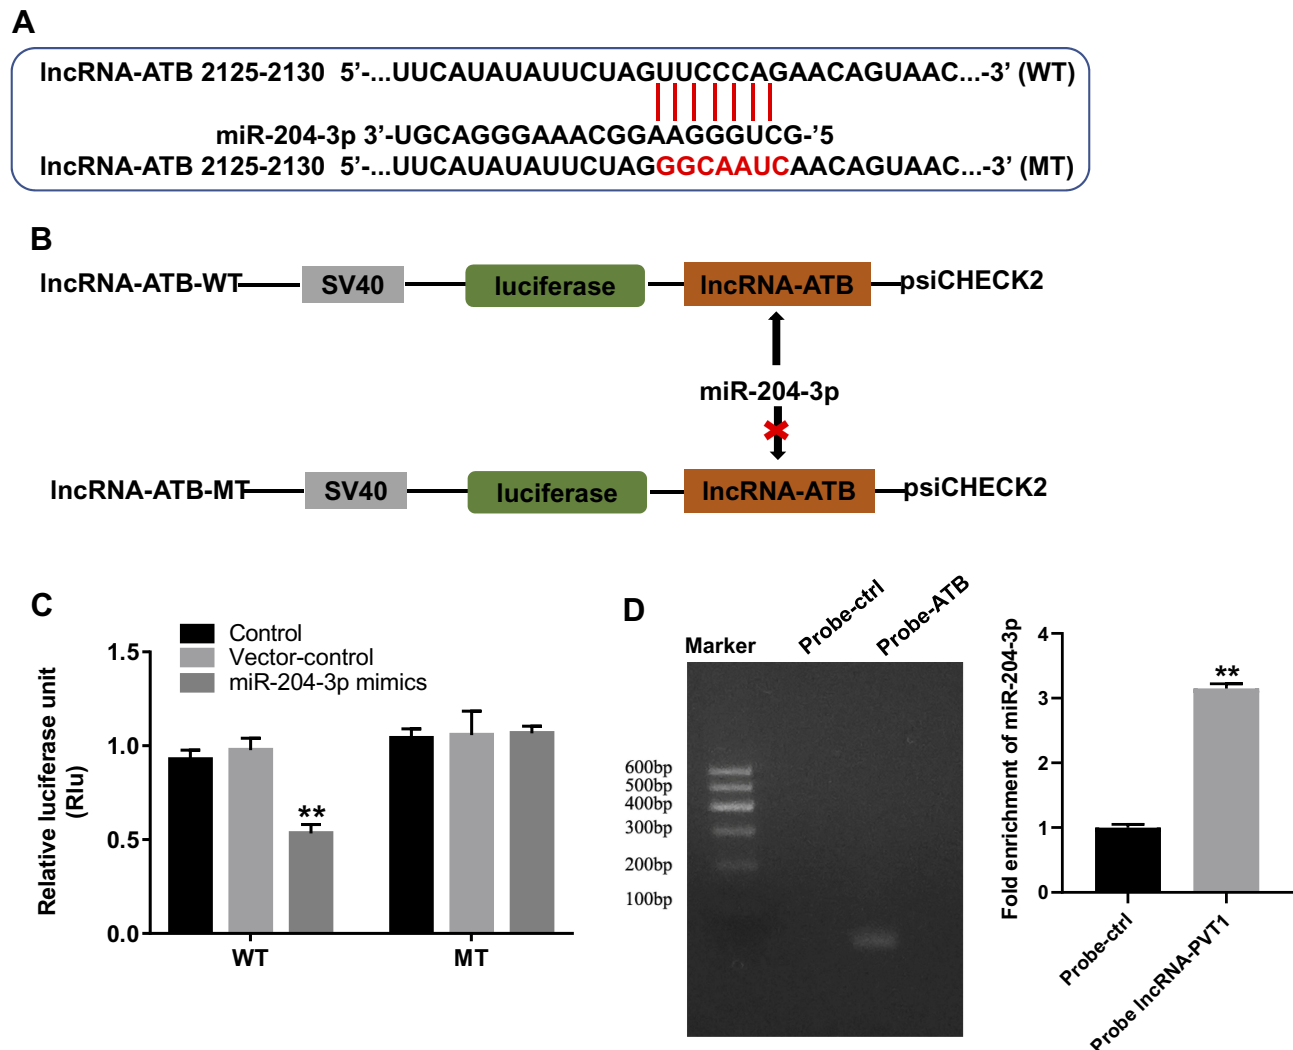 A
lncRNA-ATB 2125-2130 5’-...UUCAUAUAUUCUAGUUCCCAGAACAGUAAC...-3’ (WT)
miR-204-3p 3’-UGCAGGGAAACGGAAGGGUCG-’5
lncRNA-ATB 2125-2130 5’-...UUCAUAUAUUCUAGGGCAAUCAACAGUAAC...-3’ (MT)
B
lncRNA-ATB-WT SV40 luciferase lncRNA-ATB psiCHECK2
miR-204-3p
lncRNA-ATB-MT SV40 luciferase lncRNA-ATB psiCHECK2
C
Control
Vector-control
miR-204-3p mimics
Relative luciferase unit
(Rlu)
1.5
1.0
0.5
0.0
**
WT MT
D
Marker Probe-ctrl Probe-ATB
600bp
500bp
400bp
300bp
200bp
100bp
Fold enrichment of miR-204-3p
4
3
2
1
0
**
Probe-ctrl
Probe lncRNA-PVT1